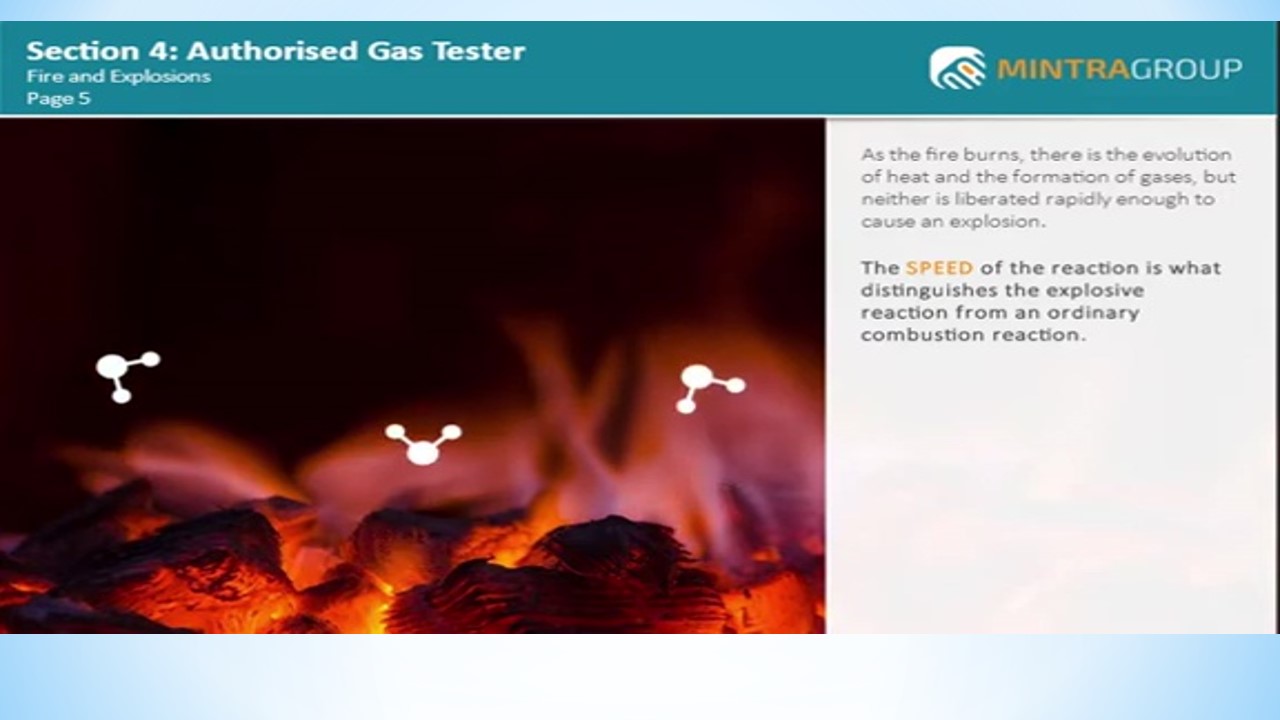 Section 4: Authorised Gas Tester
Fire and Explosions
Page 5
MINTRAGROUP
As the fire burns, there is the evolution
of heat and the formation of gases, but
neither is liberated rapidly enough to
cause an explosion.
The SPEED of the reaction is what
distinguishes the explosive
reaction from an ordinary
combustion reaction.